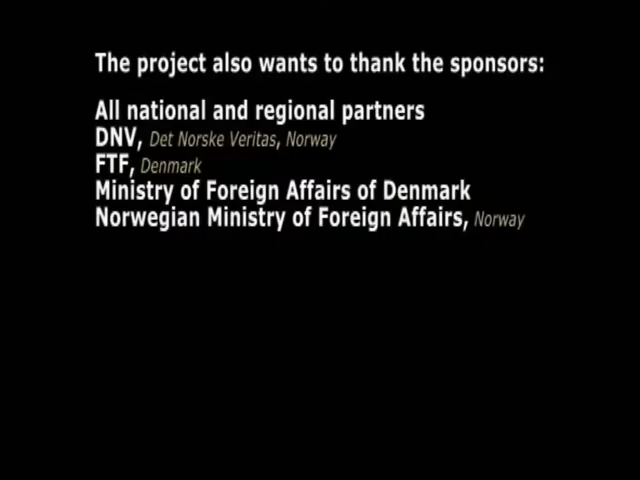 The project also wants to thank the sponsors:
All national and regional partners
DNV, Det Norske Veritas, Norway
FTF, Denmark
Ministry of Foreign Affairs of Denmark
Norwegian Ministry of Foreign Affairs, Norway